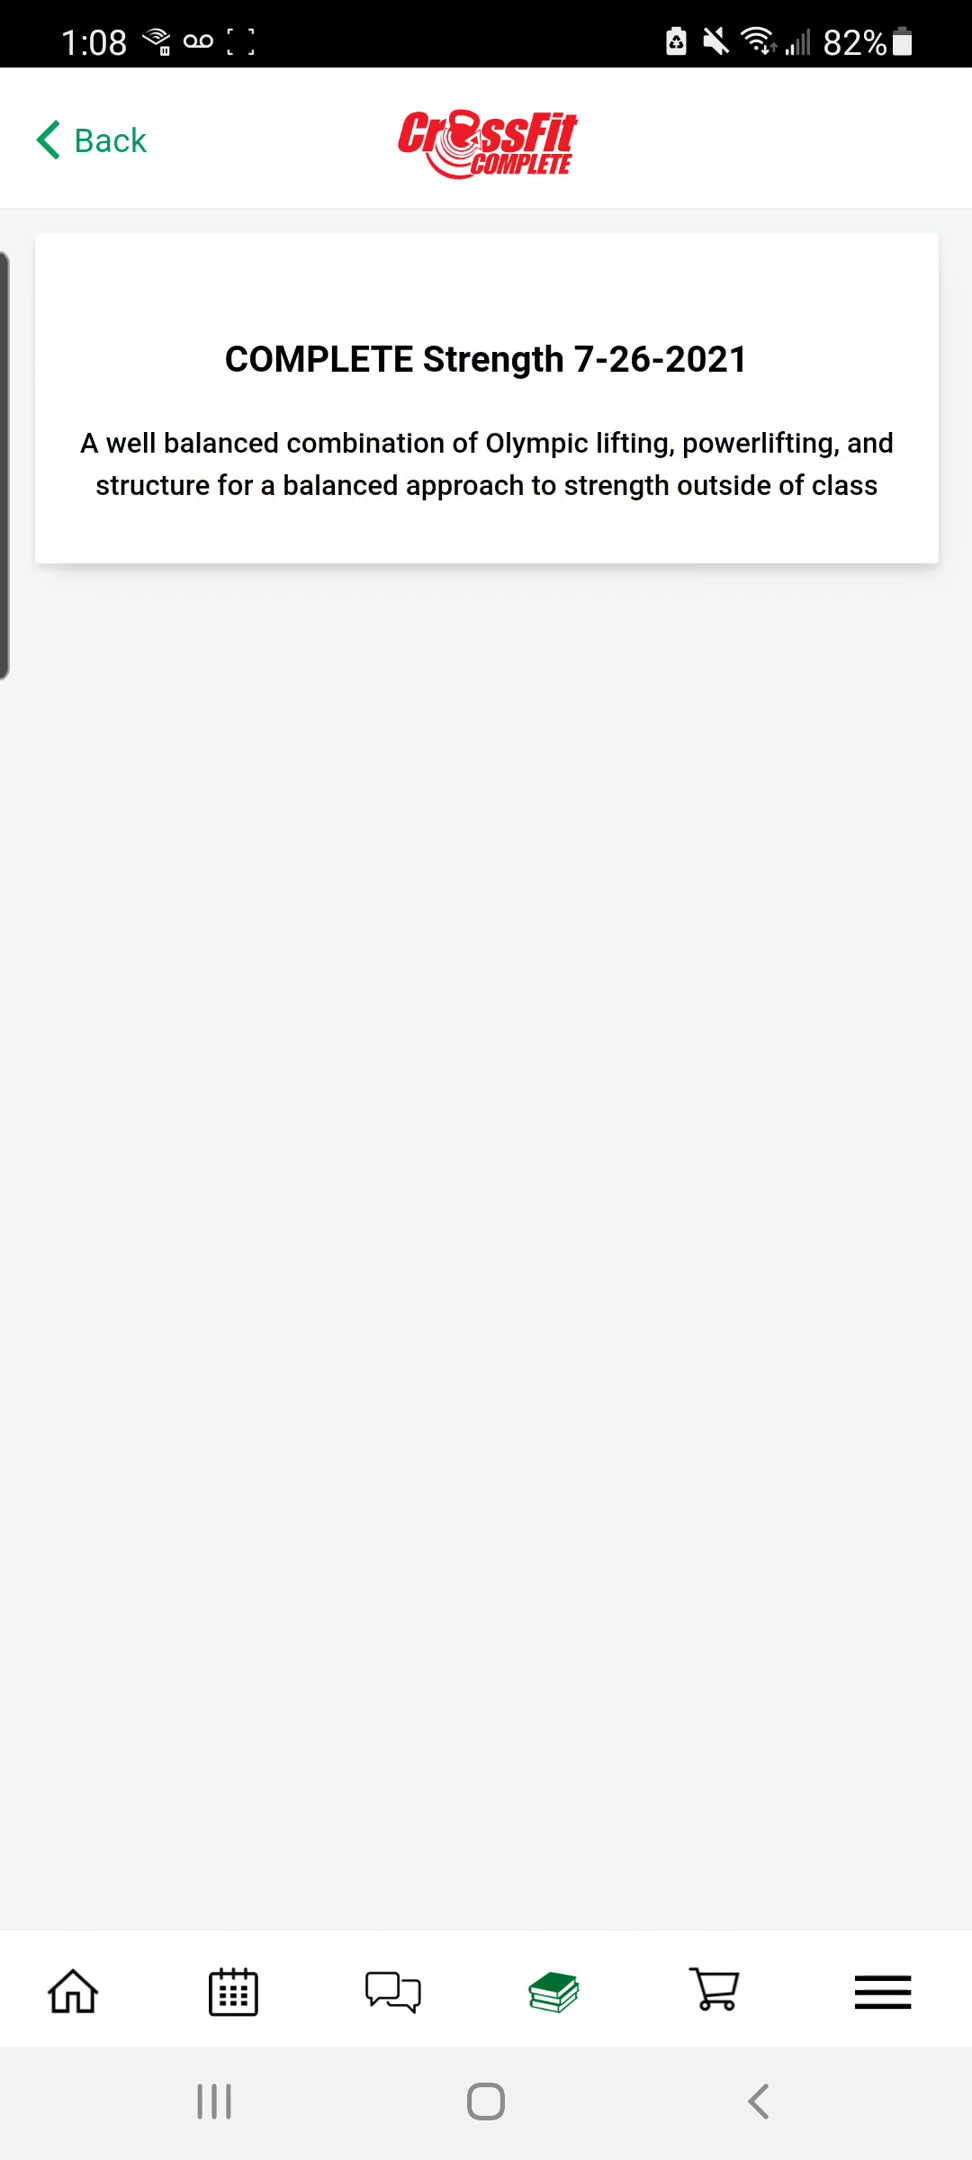 1:08
82%
Back
CrossFit
COMPLETE
COMPLETE Strength 7-26-2021
A well balanced combination of Olympic lifting, powerlifting, and
structure for a balanced approach to strength outside of class